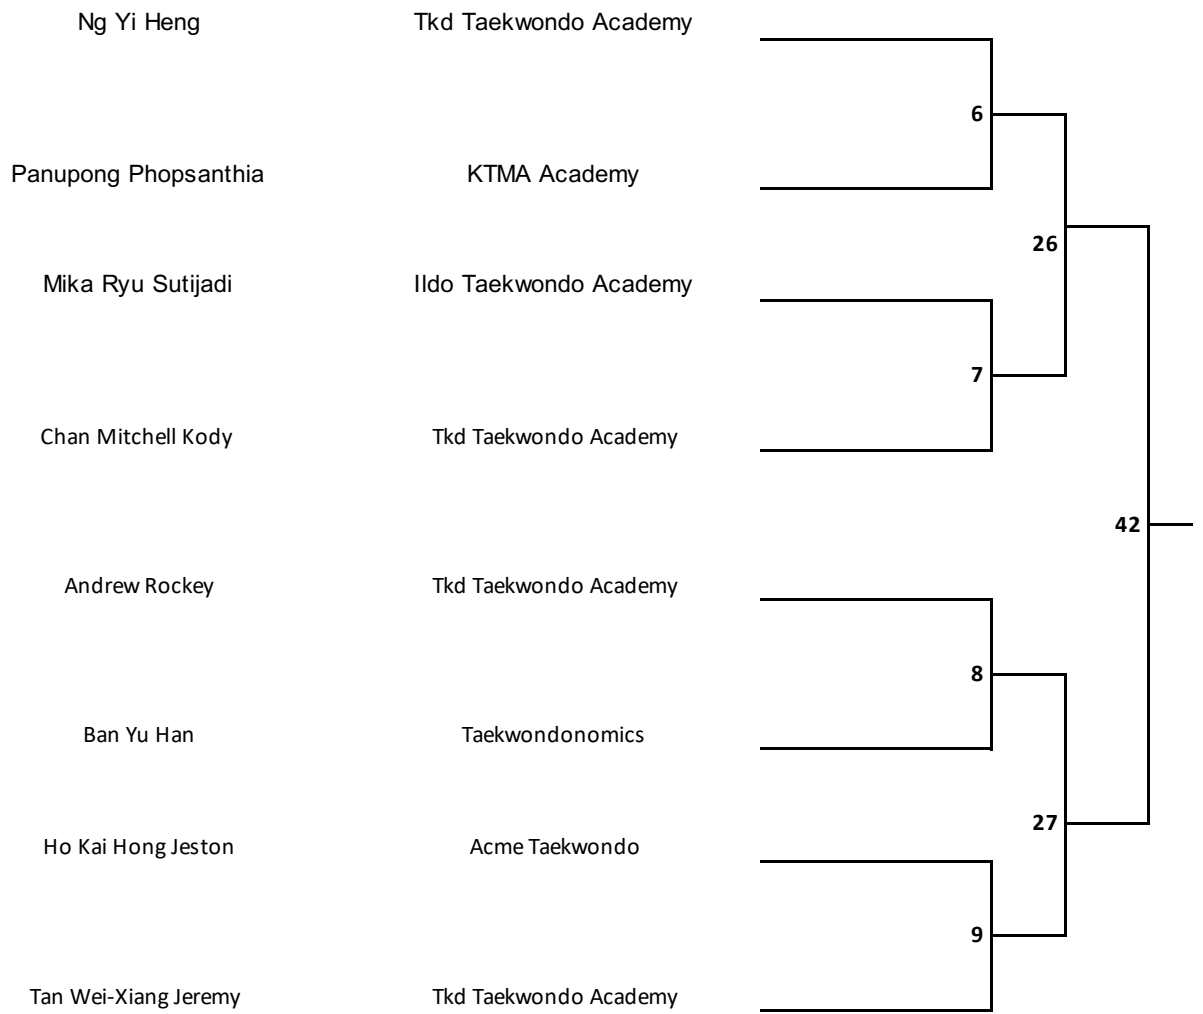 Ng Yi Heng Tkd Taekwondo Academy
6
Panupong Phopsanthia KTMA Academy
26
Mika Ryu Sutijadi Ildo Taekwondo Academy
7
Chan Mitchell Kody Tkd Taekwondo Academy
42
Andrew Rockey Tkd Taekwondo Academy
8
Ban Yu Han Taekwondonomics
27
Ho Kai Hong Jeston Acme Taekwondo
9
Tan Wei-Xiang Jeremy Tkd Taekwondo Academy